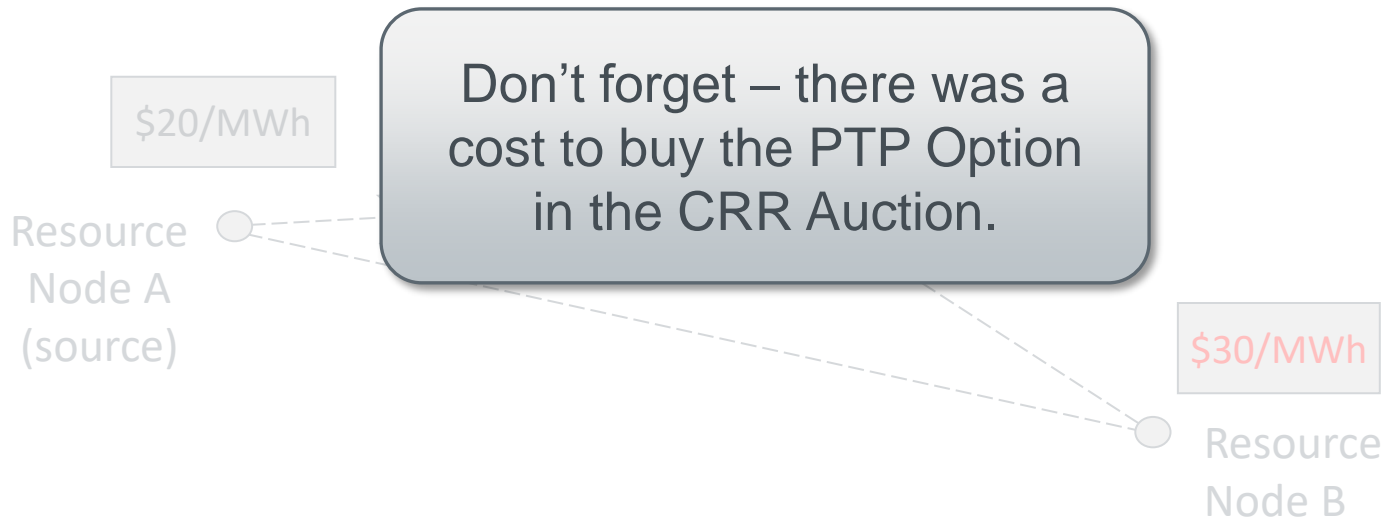 Don’t forget – there was a
cost to buy the PTP Option
in the CRR Auction.
$20/MWh
Resource
Node A
(source)
$30/MWh
Resource
Node B